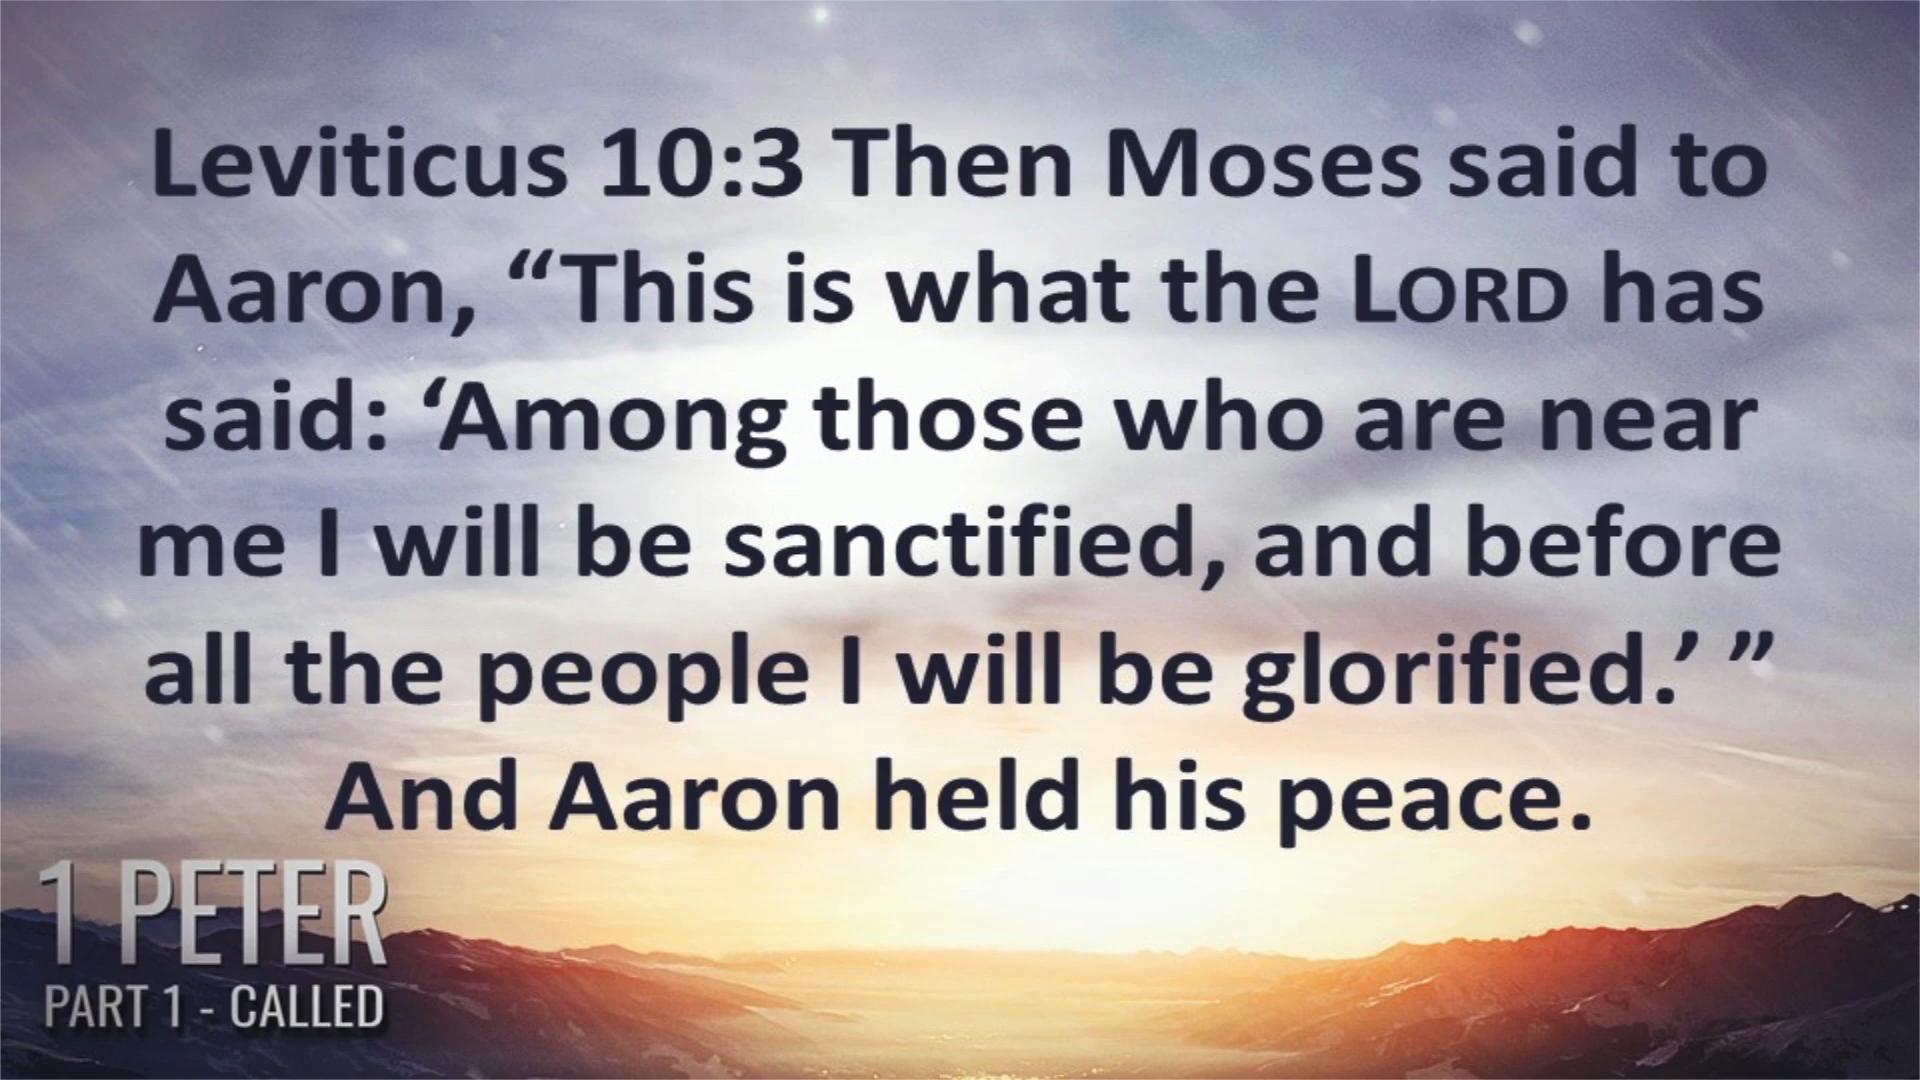 Leviticus 10:3 Then Moses said to
Aaron, “This is what the LORD has
said: ‘Among those who are near
me I will be sanctified, and before
all the people I will be glorified.’ ”
And Aaron held his peace.
1 PETER
PART 1 - CALLED